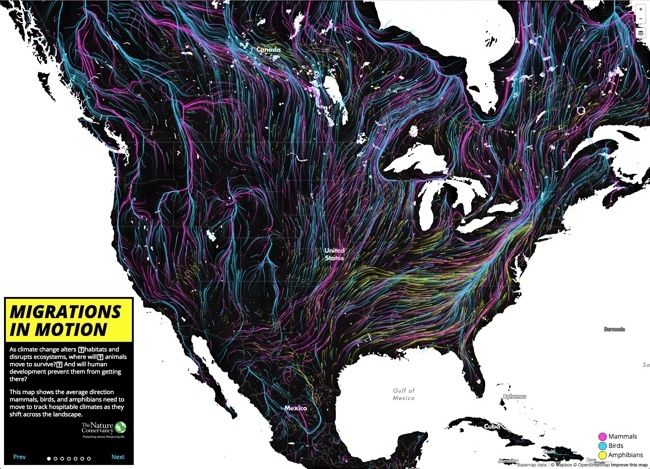 Canada
United
States
MIGRATIONS
IN MOTION
As climate change alters habitats and
disrupts ecosystems, where will animals
move to survive? And will human
development prevent them from getting
there?
This map shows the average direction
mammals, birds, and amphibians need to
move to track hospitable climates as they
shift across the landscape.
The Nature
Conservancy
Protecting nature. Preserving life.
Prev
Next
Bermuda
Gulf of
Mexico
Mexico
Bahamas
Cuba
Mammals
Birds
Amphibians
Basemap data | © Mapbox © OpenStreetMap Improve this map